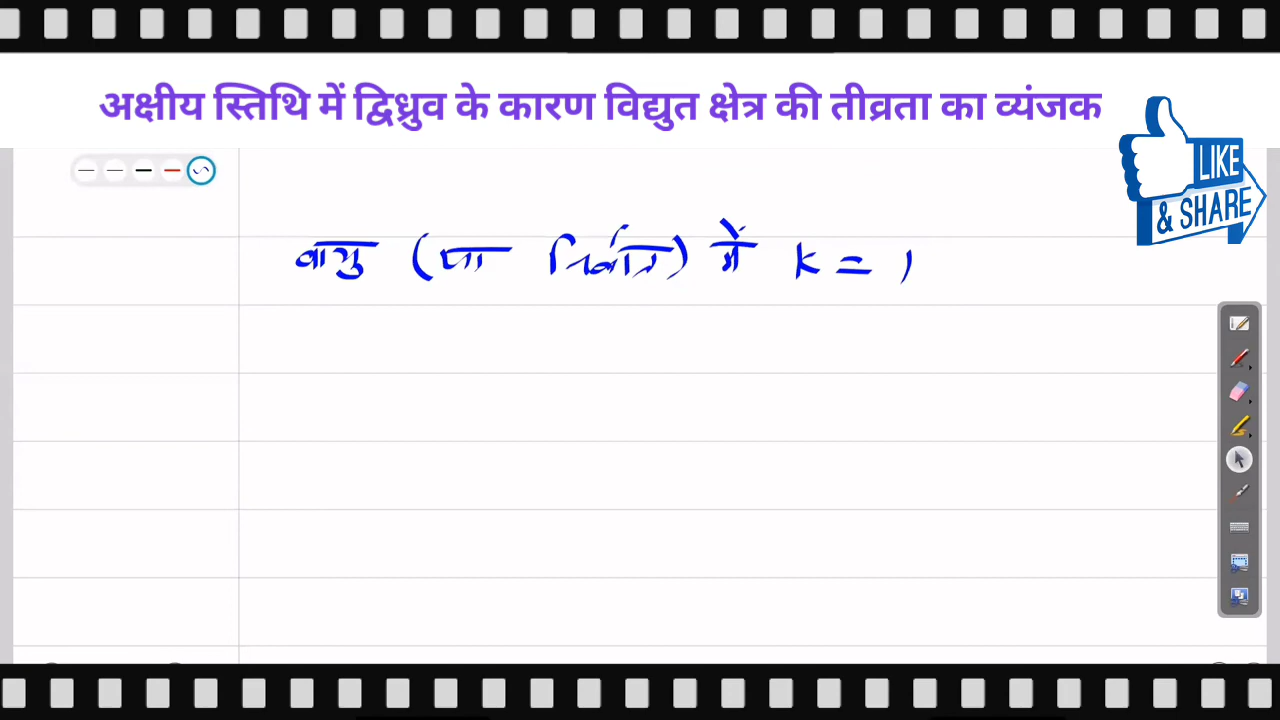 अक्षीय स्तिथि में द्विध्रुव के कारण विद्युत क्षेत्र की तीव्रता का व्यंजक
LIKE
& SHARE
वायु (या निर्वात) में K = 1